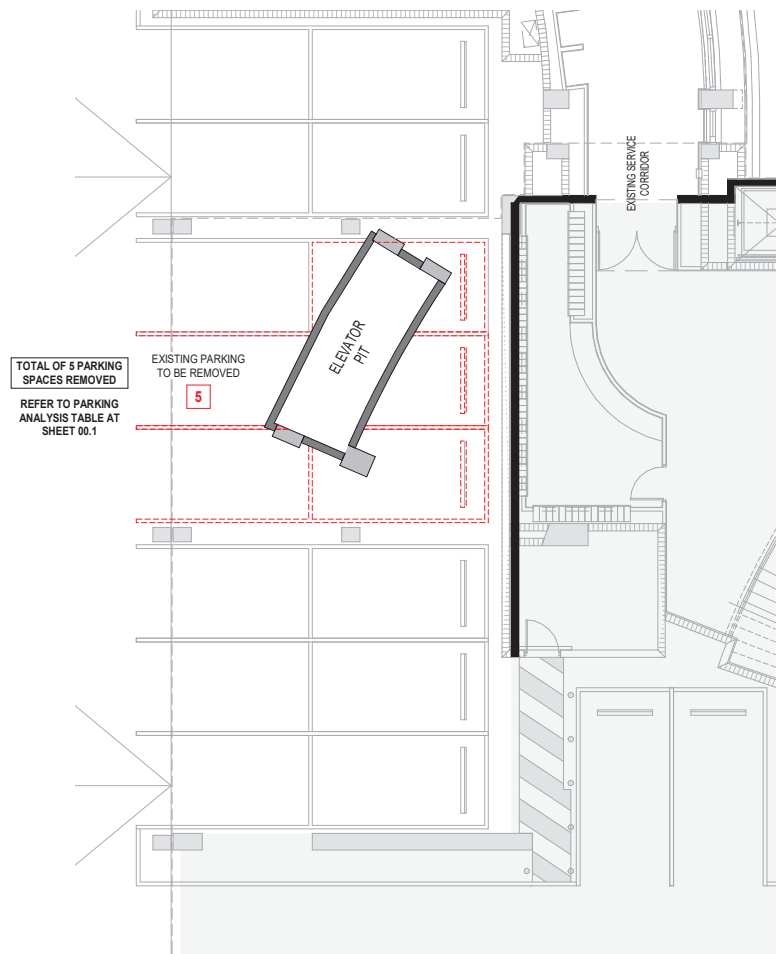 EXISTING SERVICE
CORRIDOR
ELEVATOR
PIT
TOTAL OF 5 PARKING
SPACES REMOVED
REFER TO PARKING
ANALYSIS TABLE AT
SHEET 00.1
EXISTING PARKING
TO BE REMOVED
5